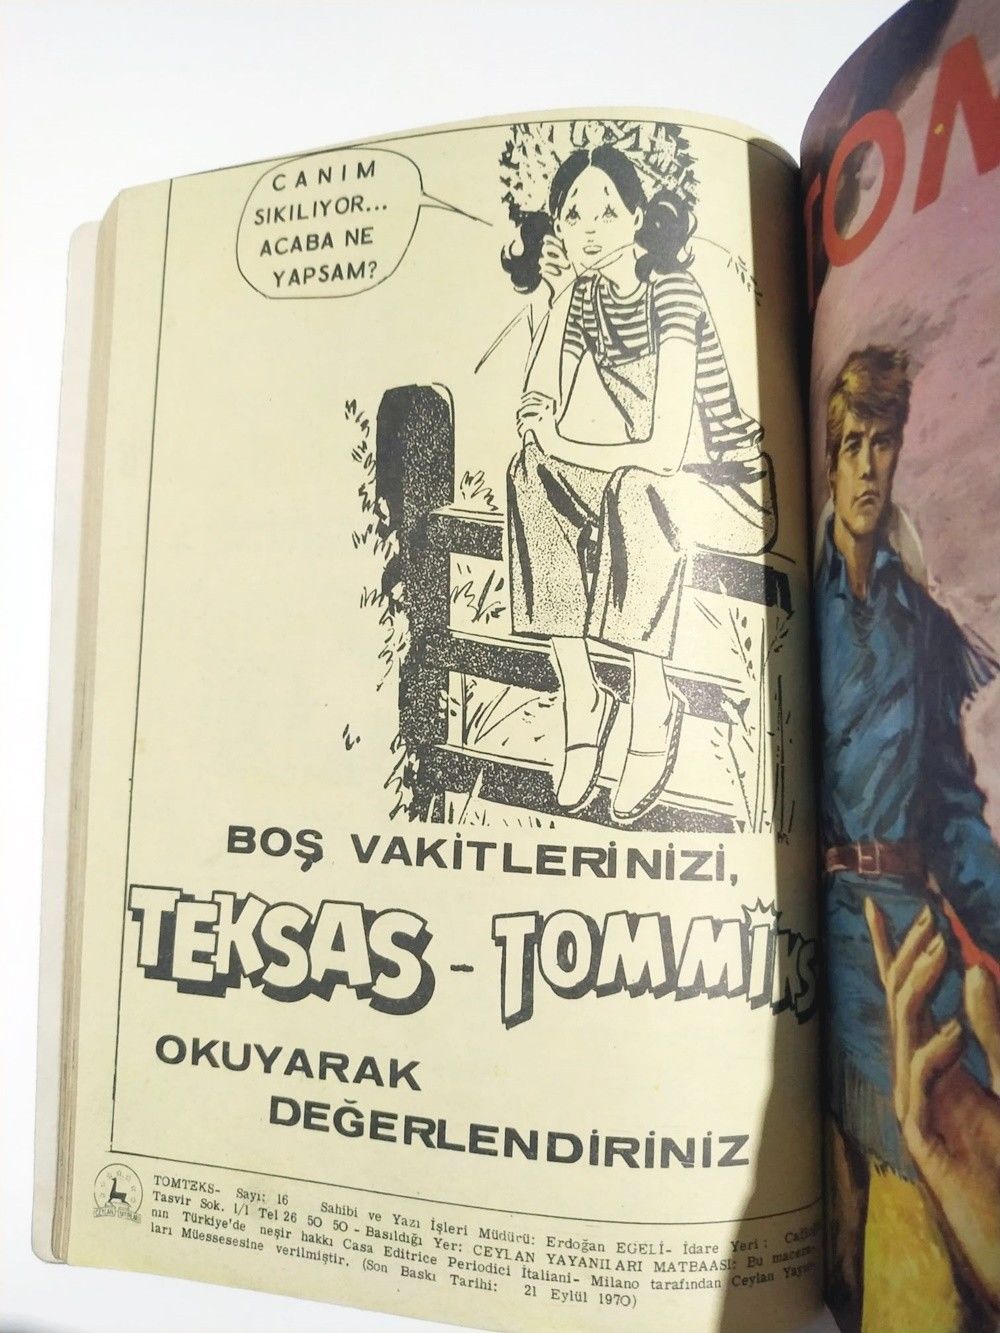 CANIM
SIKILIYOR...
ACABA NE
YAPSAM?
BOŞ VAKİTLERİNİZİ,
TEKSAS - TOMMİKS
OKUYARAK
DEĞERLENDİRİNİZ
TOMTEKS- Sayı: 16 Sahibi ve Yazı İşleri Müdürü: Erdoğan EGELİ- İdare Yeri:
Tasvir Sok. 1/1 Tel 26 50 50 - Basıldığı Yer: CEYLAN YAYANILARI MATBAASI: Bu
nın Türkiye'de neşir hakkı Casa Editrice Periodici İtaliani- Milano tarafından Ceylan
ları Müessesesine verilmiştir. (Son Baskı Tarihi: 21 Eylül 1970)
CEYLAN YAYINLARI
TOM